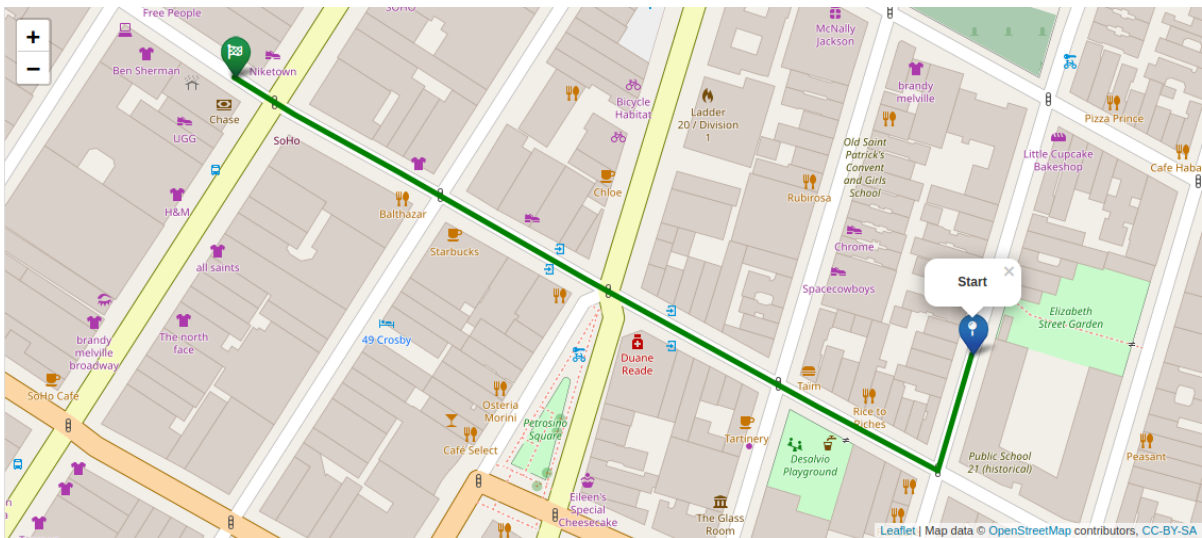 Free People
SOHO
+
−
Ben Sherman
Niketown
Chase
UGG
SoHo
H&M
all saints
The north
face
brandy
melville
broadway
SoHo Cafe
Balthazar
Starbucks
49 Crosby
Osteria
Morini
Café Select
Petrosino
Square
Eileen's
Special
Cheesecake
Bicycle
Habitat
Chloe
Duane
Reade
Ladder
20 / Division
1
McNally
Jackson
brandy
melville
Old Saint
Patrick's
Convent
and Girls
School
Rubirosa
Chrome
Spacecowboys
Start
×
Pizza Prince
Little Cupcake
Bakeshop
Cafe Haba
Elizabeth
Street Garden
Taim
Rice to
Riches
Tartinery
Desalvio
Playground
Public School
21 (historical)
Peasant
The Glass
Room
Leaflet | Map data © OpenStreetMap contributors, CC-BY-SA